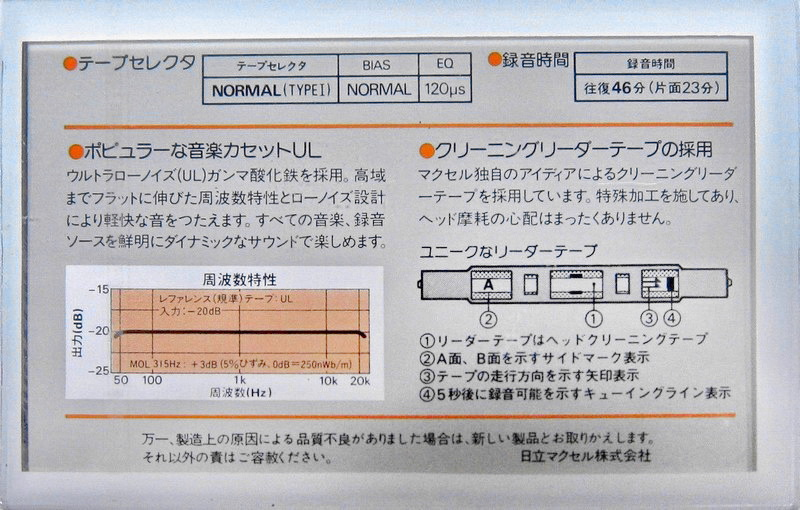 ●テープセレクタ
テープセレクタ BIAS EQ
NORMAL(TYPEI) NORMAL 120μs
●録音時間
録音時間
往復46分(片面23分)
●ポピュラーな音楽カセットUL
ウルトラローノイズ(UL)ガンマ酸化鉄を採用。高域
までフラットに伸びた周波数特性とローノイズ設計
により軽快な音をつたえます。すべての音楽、録音
ソースを鮮明にダイナミックなサウンドで楽しめます。
周波数特性
レファレンス(規準)テープ:UL
入力:−20dB
出力(dB)
−15
−20
−25
MOL 315Hz:+3dB(5%ひずみ、0dB=250nWb/m)
50 100 1k 10k 20k
周波数(Hz)
●クリーニングリーダーテープの採用
マクセル独自のアイディアによるクリーニングリーダ
ーテープを採用しています。特殊加工を施してあり、
ヘッド摩耗の心配はまったくありません。
ユニークなリーダーテープ
A
② ① ③ ④
①リーダーテープはヘッドクリーニングテープ
②A面、B面を示すサイドマーク表示
③テープの走行方向を示す矢印表示
④5秒後に録音可能を示すキューイングライン表示
万一、製造上の原因による品質不良がありました場合は、新しい製品とお取りかえします。
それ以外の責はご容赦ください。
日立マクセル株式会社